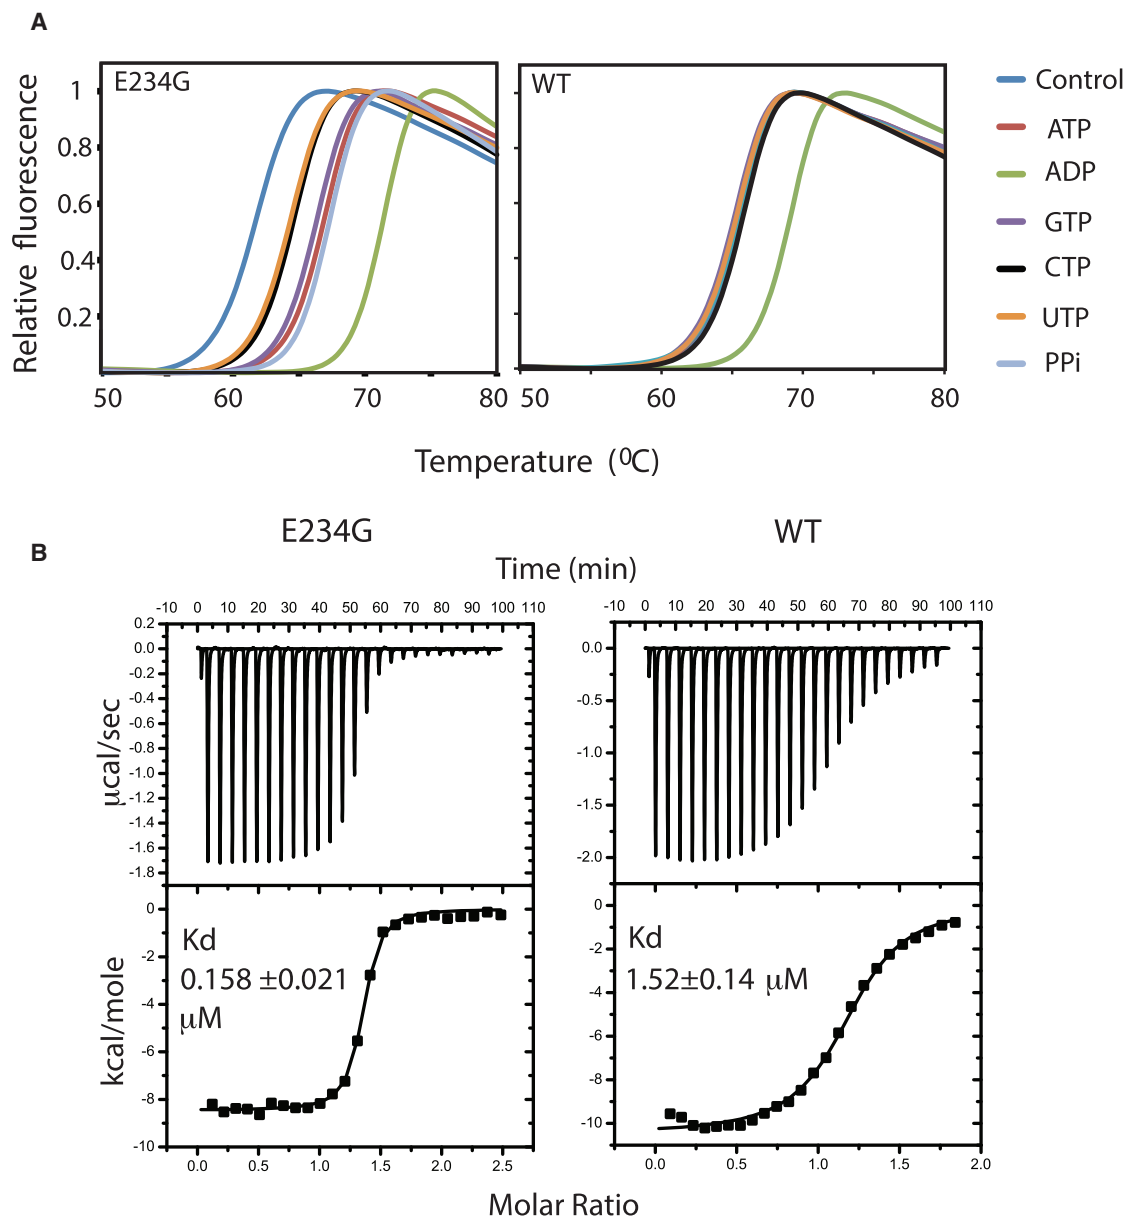 A
E234G
WT
Relative fluorescence
1
0.8
0.6
0.4
0.2
50 60 70 80
50 60 70 80
Temperature (⁰C)
Control
ATP
ADP
GTP
CTP
UTP
PPi
B
E234G
WT
Time (min)
-10 0 10 20 30 40 50 60 70 80 90 100 110
-10 0 10 20 30 40 50 60 70 80 90 100 110
µcal/sec
0.2
0.0
-0.2
-0.4
-0.6
-0.8
-1.0
-1.2
-1.4
-1.6
-1.8
0.0
-0.5
-1.0
-1.5
-2.0
kcal/mole
0
-2
-4
-6
-8
-10
Kd
0.158 ±0.021
µM
0
-2
-4
-6
-8
-10
Kd
1.52±0.14 µM
0.0 0.5 1.0 1.5 2.0 2.5
0.0 0.5 1.0 1.5 2.0
Molar Ratio